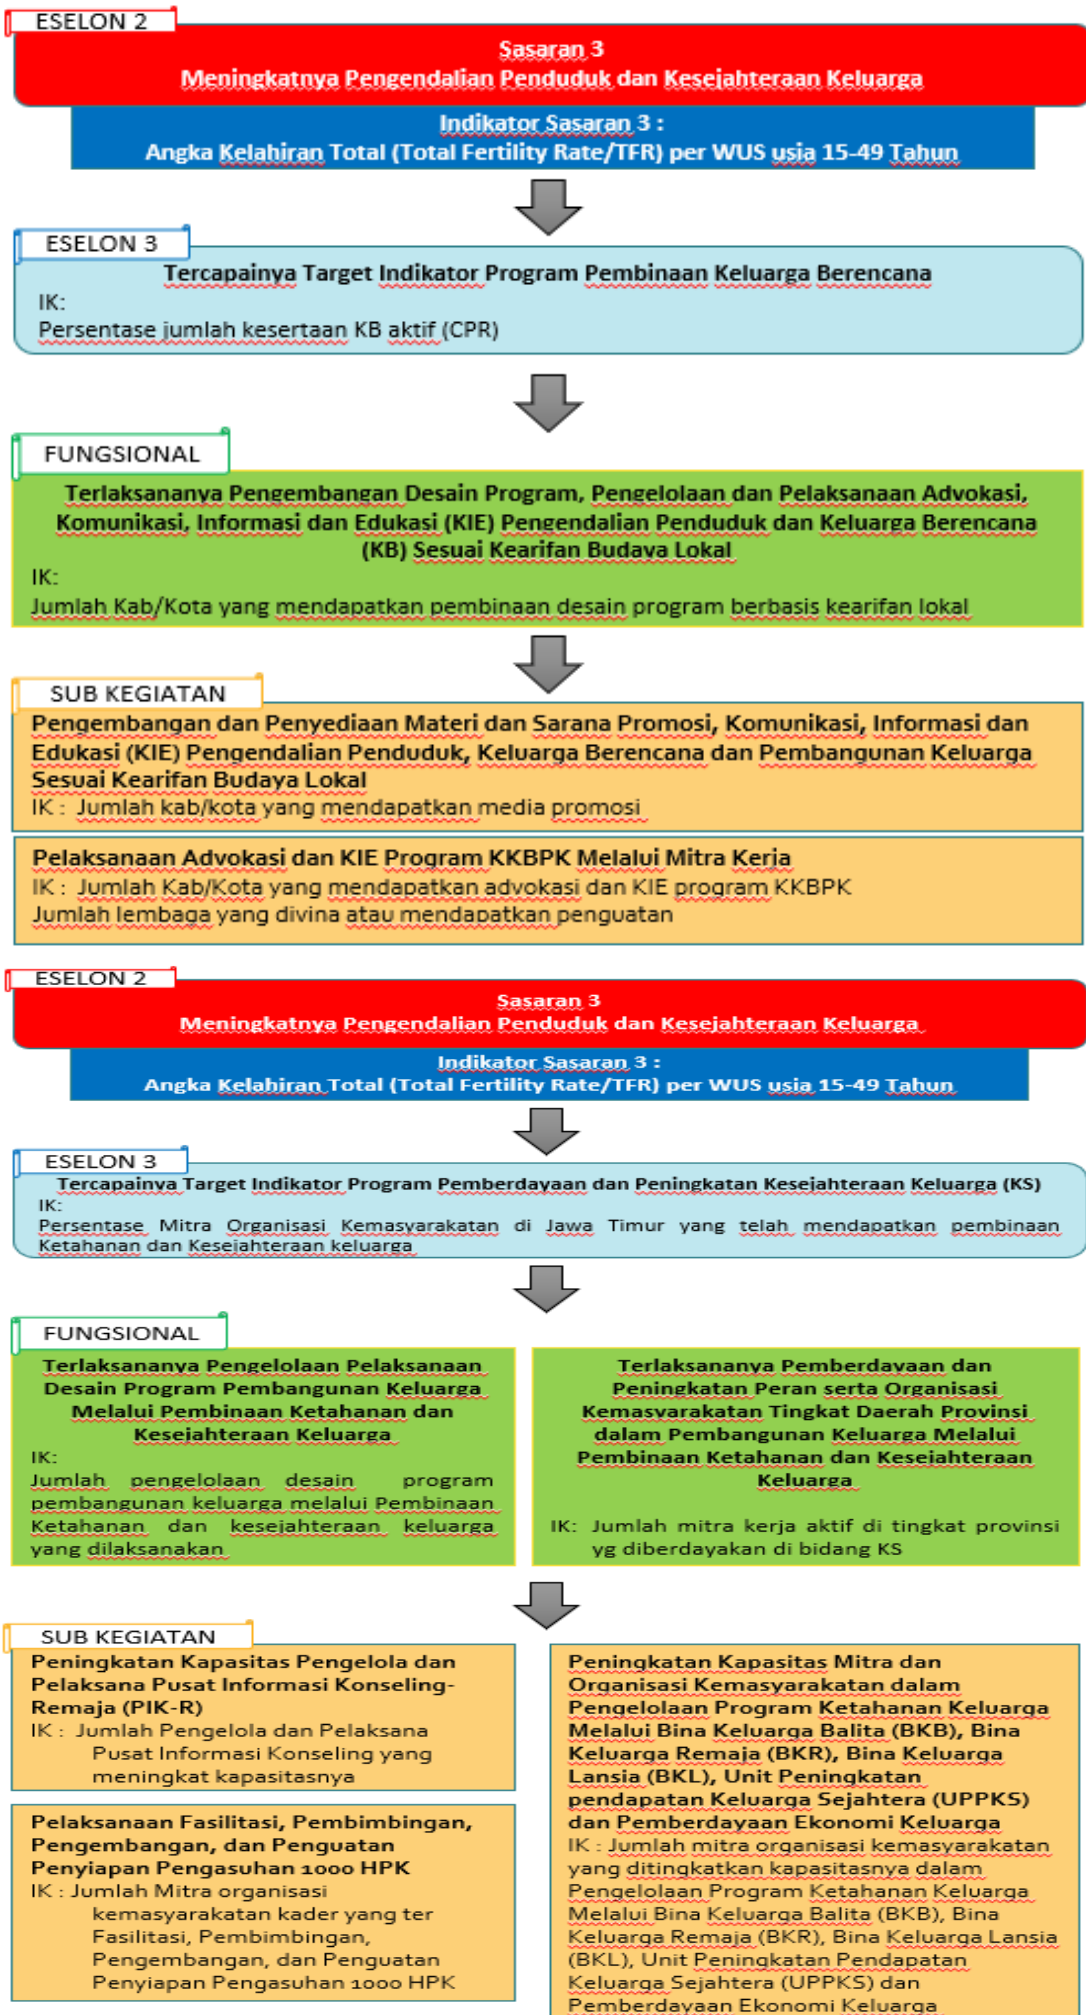 ESELON 2
Sasaran 3
Meningkatnya Pengendalian Penduduk dan Kesejahteraan Keluarga
Indikator Sasaran 3 :
Angka Kelahiran Total (Total Fertility Rate/TFR) per WUS usia 15-49 Tahun
ESELON 3
Tercapainya Target Indikator Program Pembinaan Keluarga Berencana
IK:
Persentase jumlah kesertaan KB aktif (CPR)
FUNGSIONAL
Terlaksananya Pengembangan Desain Program, Pengelolaan dan Pelaksanaan Advokasi,
Komunikasi, Informasi dan Edukasi (KIE) Pengendalian Penduduk dan Keluarga Berencana
(KB) Sesuai Kearifan Budaya Lokal
IK:
Jumlah Kab/Kota yang mendapatkan pembinaan desain program berbasis kearifan lokal
SUB KEGIATAN
Pengembangan dan Penyediaan Materi dan Sarana Promosi, Komunikasi, Informasi dan
Edukasi (KIE) Pengendalian Penduduk, Keluarga Berencana dan Pembangunan Keluarga
Sesuai Kearifan Budaya Lokal
IK : Jumlah kab/kota yang mendapatkan media promosi
Pelaksanaan Advokasi dan KIE Program KKBPK Melalui Mitra Kerja
IK : Jumlah Kab/Kota yang mendapatkan advokasi dan KIE program KKBPK
Jumlah lembaga yang divina atau mendapatkan penguatan
ESELON 2
Sasaran 3
Meningkatnya Pengendalian Penduduk dan Kesejahteraan Keluarga
Indikator Sasaran 3 :
Angka Kelahiran Total (Total Fertility Rate/TFR) per WUS usia 15-49 Tahun
ESELON 3
Tercapainya Target Indikator Program Pemberdayaan dan Peningkatan Kesejahteraan Keluarga (KS)
IK:
Persentase Mitra Organisasi Kemasyarakatan di Jawa Timur yang telah mendapatkan pembinaan
Ketahanan dan Kesejahteraan keluarga
FUNGSIONAL
Terlaksananya Pengelolaan Pelaksanaan
Desain Program Pembangunan Keluarga
Melalui Pembinaan Ketahanan dan
Kesejahteraan Keluarga
IK:
Jumlah pengelolaan desain program
pembangunan keluarga melalui Pembinaan
Ketahanan dan kesejahteraan keluarga
yang dilaksanakan
Terlaksananya Pemberdayaan dan
Peningkatan Peran serta Organisasi
Kemasyarakatan Tingkat Daerah Provinsi
dalam Pembangunan Keluarga Melalui
Pembinaan Ketahanan dan Kesejahteraan
Keluarga
IK: Jumlah mitra kerja aktif di tingkat provinsi
yg diberdayakan di bidang KS
SUB KEGIATAN
Peningkatan Kapasitas Pengelola dan
Pelaksana Pusat Informasi Konseling-
Remaja (PIK-R)
IK : Jumlah Pengelola dan Pelaksana
Pusat Informasi Konseling yang
meningkat kapasitasnya
Pelaksanaan Fasilitasi, Pembimbingan,
Pengembangan, dan Penguatan
Penyiapan Pengasuhan 1000 HPK
IK : Jumlah Mitra organisasi
kemasyarakatan kader yang ter
Fasilitasi, Pembimbingan,
Pengembangan, dan Penguatan
Penyiapan Pengasuhan 1000 HPK
Peningkatan Kapasitas Mitra dan
Organisasi Kemasyarakatan dalam
Pengelolaan Program Ketahanan Keluarga
Melalui Bina Keluarga Balita (BKB), Bina
Keluarga Remaja (BKR), Bina Keluarga
Lansia (BKL), Unit Peningkatan
pendapatan Keluarga Sejahtera (UPPKS)
dan Pemberdayaan Ekonomi Keluarga
IK : Jumlah mitra organisasi kemasyarakatan
yang ditingkatkan kapasitasnya dalam
Pengelolaan Program Ketahanan Keluarga
Melalui Bina Keluarga Balita (BKB), Bina
Keluarga Remaja (BKR), Bina Keluarga Lansia
(BKL), Unit Peningkatan Pendapatan
Keluarga Sejahtera (UPPKS) dan
Pemberdayaan Ekonomi Keluarga